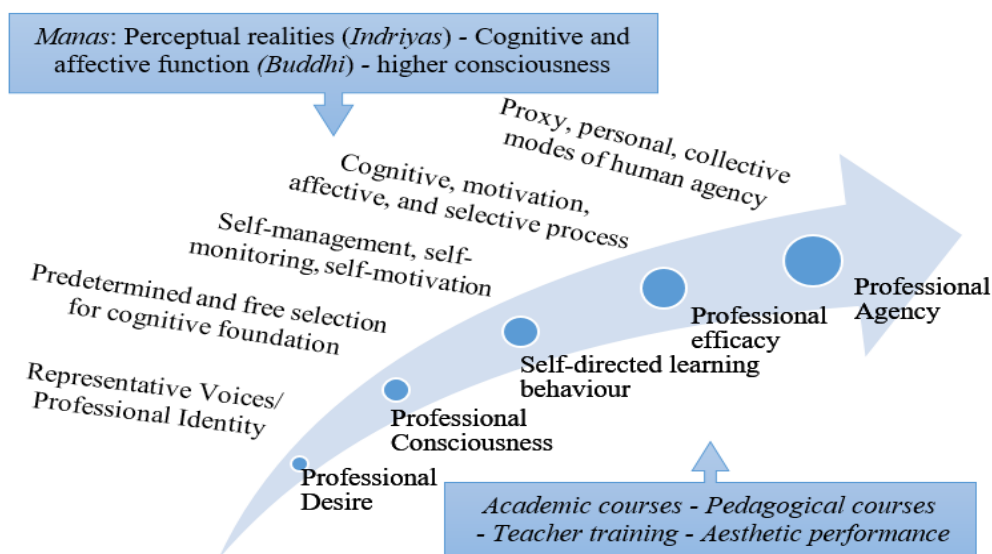 Manas: Perceptual realities (Indriyas) - Cognitive and
affective function (Buddhi) - higher consciousness
Proxy, personal, collective
modes of human agency
Cognitive, motivation,
affective, and selective process
Self-management, self-
monitoring, self-motivation
Predetermined and free selection
for cognitive foundation
Representative Voices/
Professional Identity
Professional
Agency
Professional
efficacy
Self-directed learning
behaviour
Professional
Consciousness
Professional
Desire
Academic courses - Pedagogical courses
- Teacher training - Aesthetic performance